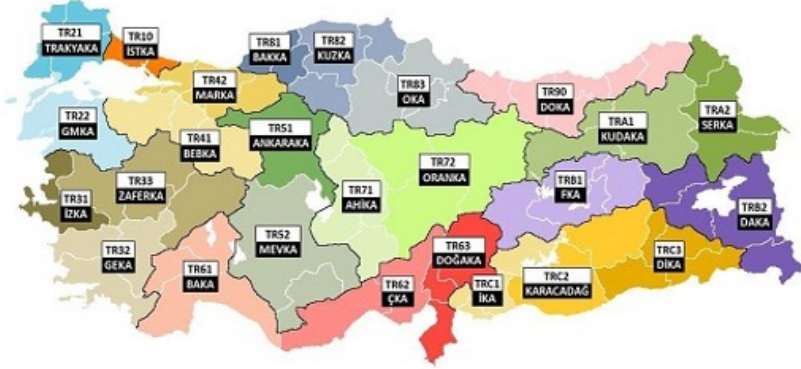 TR21
TRAKYAKA
TR10
İSTKA
TR81
BAKKA
TR82
KUZKA
TR42
MARKA
TR83
OKA
TR90
DOKA
TRA1
KUDAKA
TRA2
SERKA
TR22
GMKA
TR41
BEBKA
TR51
ANKARAKA
TR72
ORANKA
TR71
AHİKA
TRB1
FKA
TRB2
DAKA
TR31
İZKA
TR33
ZAFERKA
TR32
GEKA
TR52
MEVKA
TR61
BAKA
TR63
DOĞAKA
TR62
ÇKA
TRC1
İKA
TRC2
KARACADAĞ
TRC3
DİKA